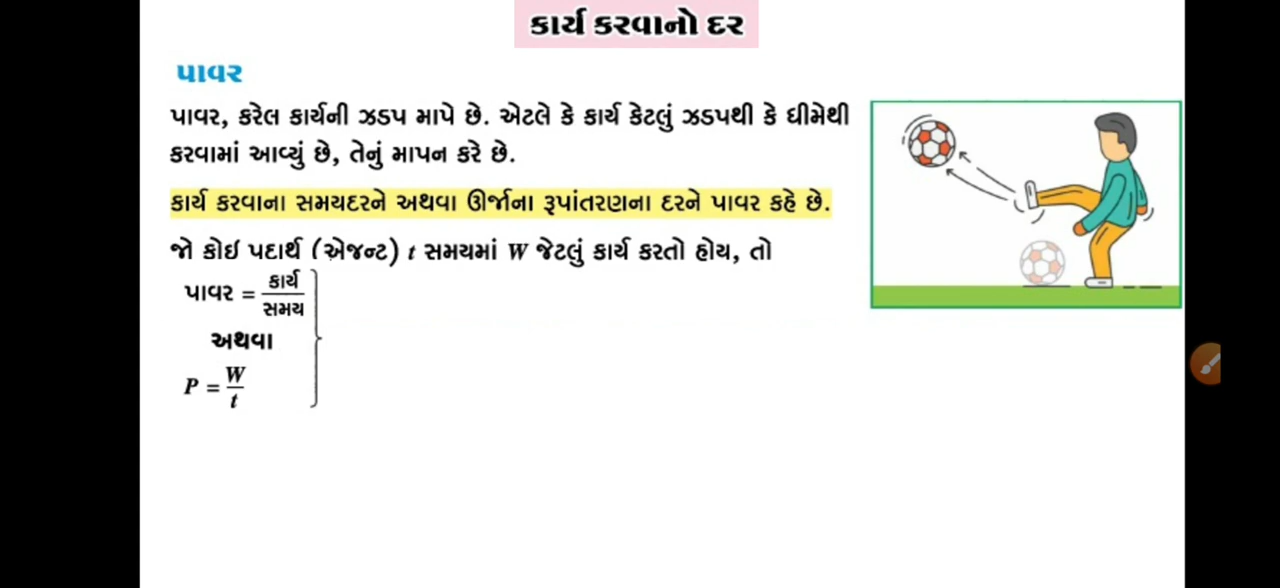 કાર્ય કરવાનો દર
પાવર
પાવર, કરેલ કાર્યની ઝડપ માપે છે. એટલે કે કાર્ય કેટલું ઝડપથી કે ધીમેથી
કરવામાં આવ્યું છે, તેનું માપન કરે છે.
કાર્ય કરવાના સમયદરને અથવા ઊર્જાના રૂપાંતરણના દરને પાવર કહે છે.
જો કોઈ પદાર્થ (એજન્ટ) t સમયમાં W જેટલું કાર્ય કરતો હોય, તો
પાવર = કાર્ય/સમય
અથવા
P = W/t